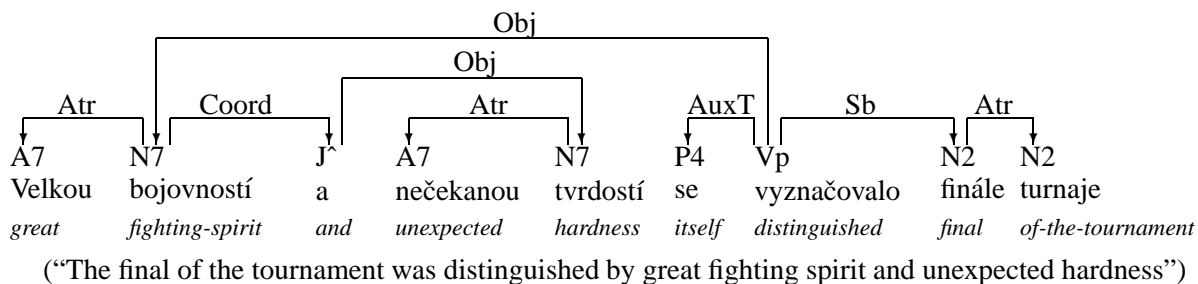 Obj
Obj
Atr Coord Atr AuxT Sb Atr
A7 N7 J^ A7 N7 P4 Vp N2 N2
Velkou bojovností a nečekanou tvrdostí se vyznačovalo finále turnaje
great fighting-spirit and unexpected hardness itself distinguished final of-the-tournament
(“The final of the tournament was distinguished by great fighting spirit and unexpected hardness”)